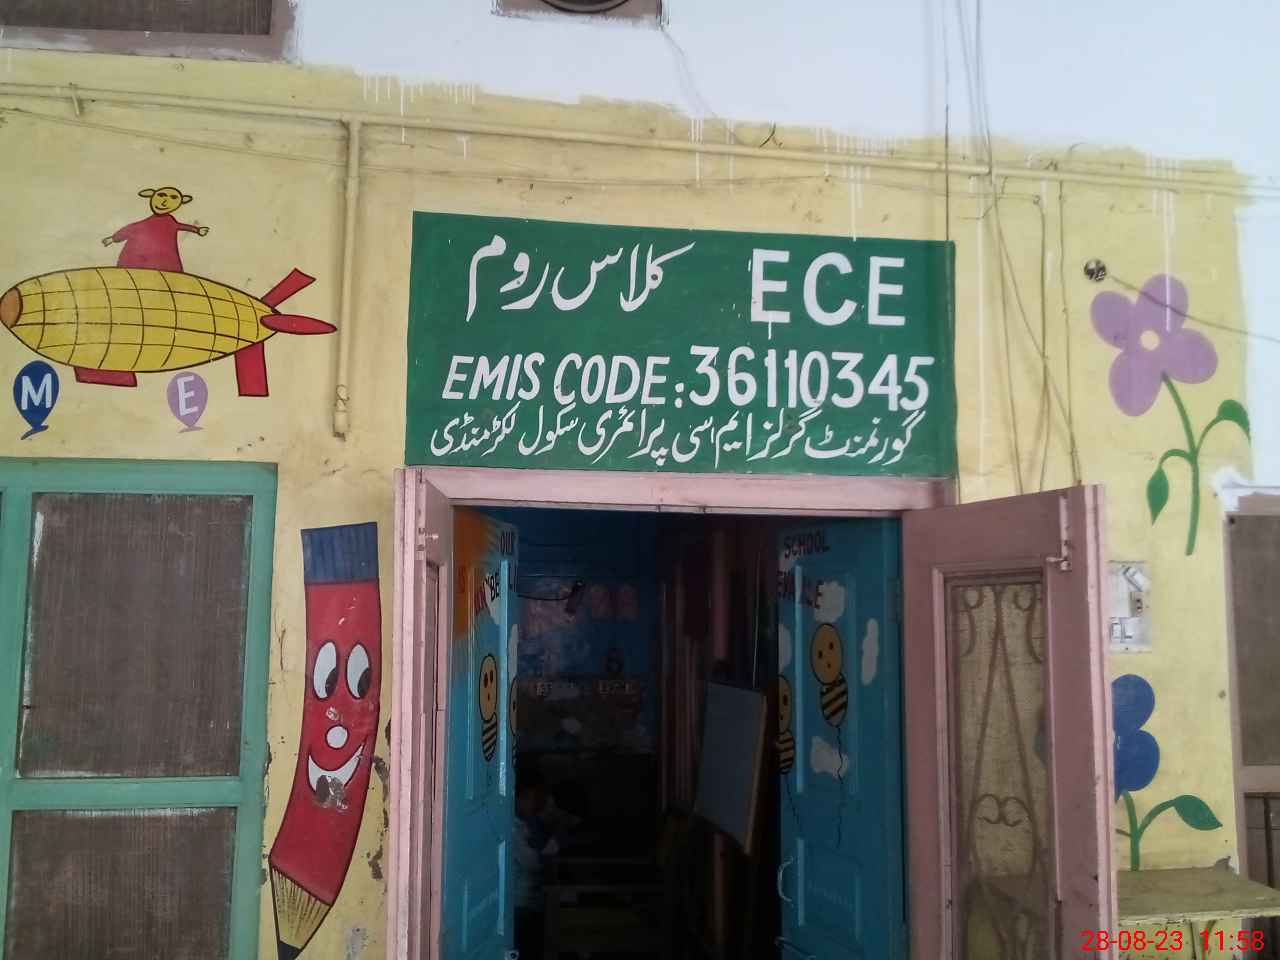 ECE کلاس روم
EMIS CODE: 36110345
گورنمنٹ گرلز ایم سی پرائمری سکول لکڑمنڈی
M E
OUR
SCHOOL
28-08-23 11:58